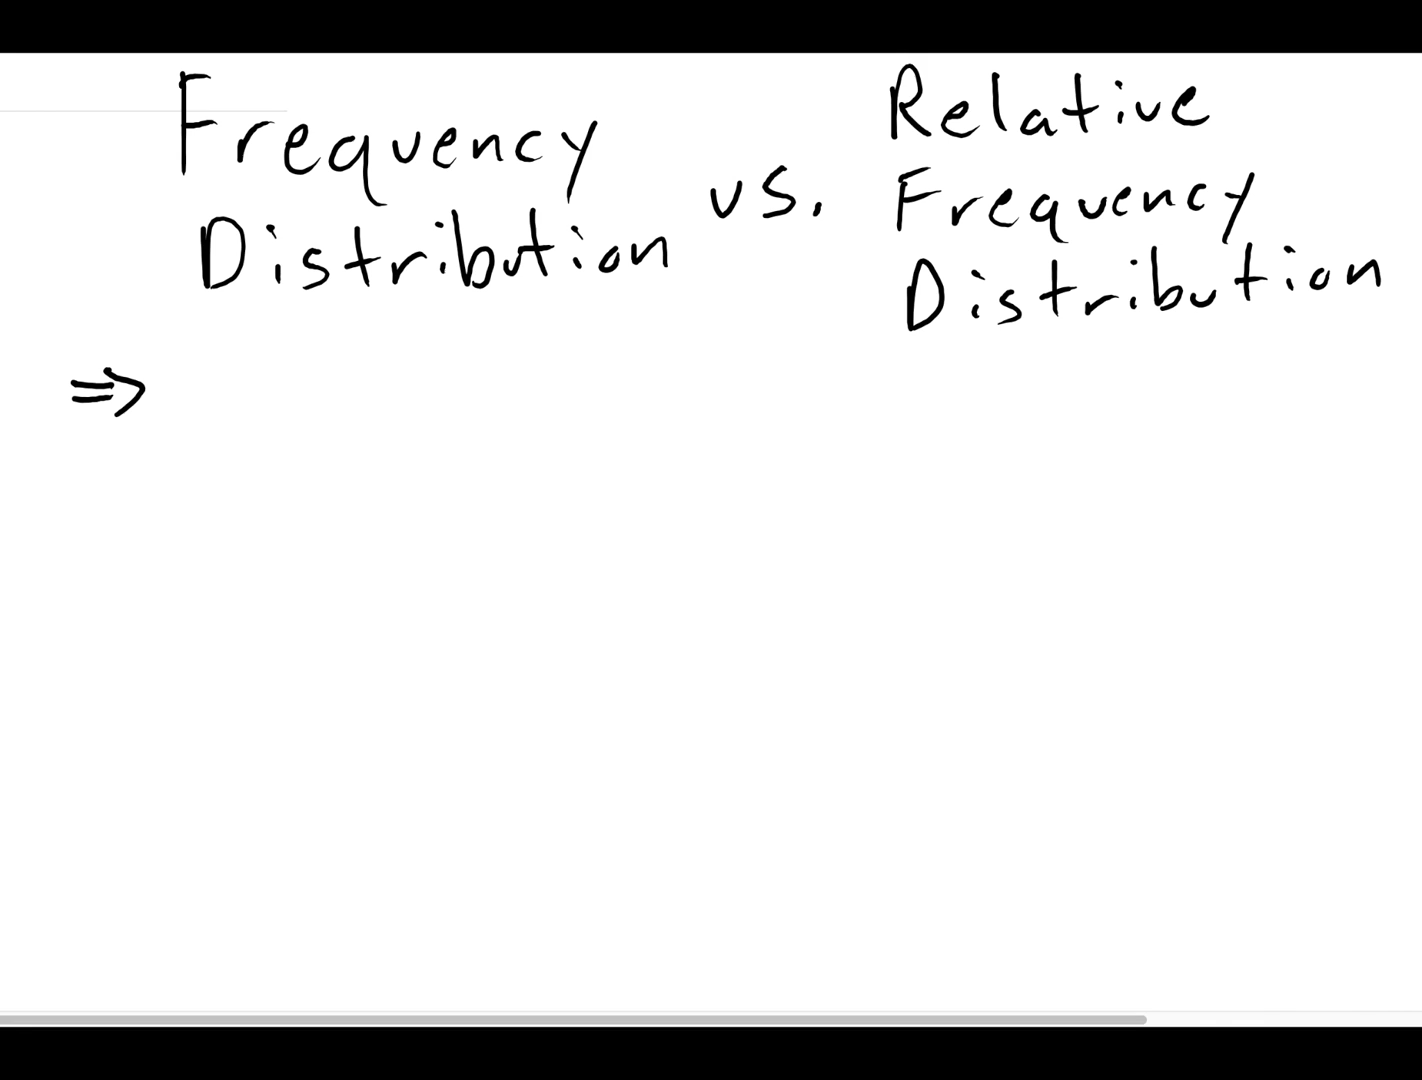 Frequency
Distribution
vs.
Relative
Frequency
Distribution
⇒